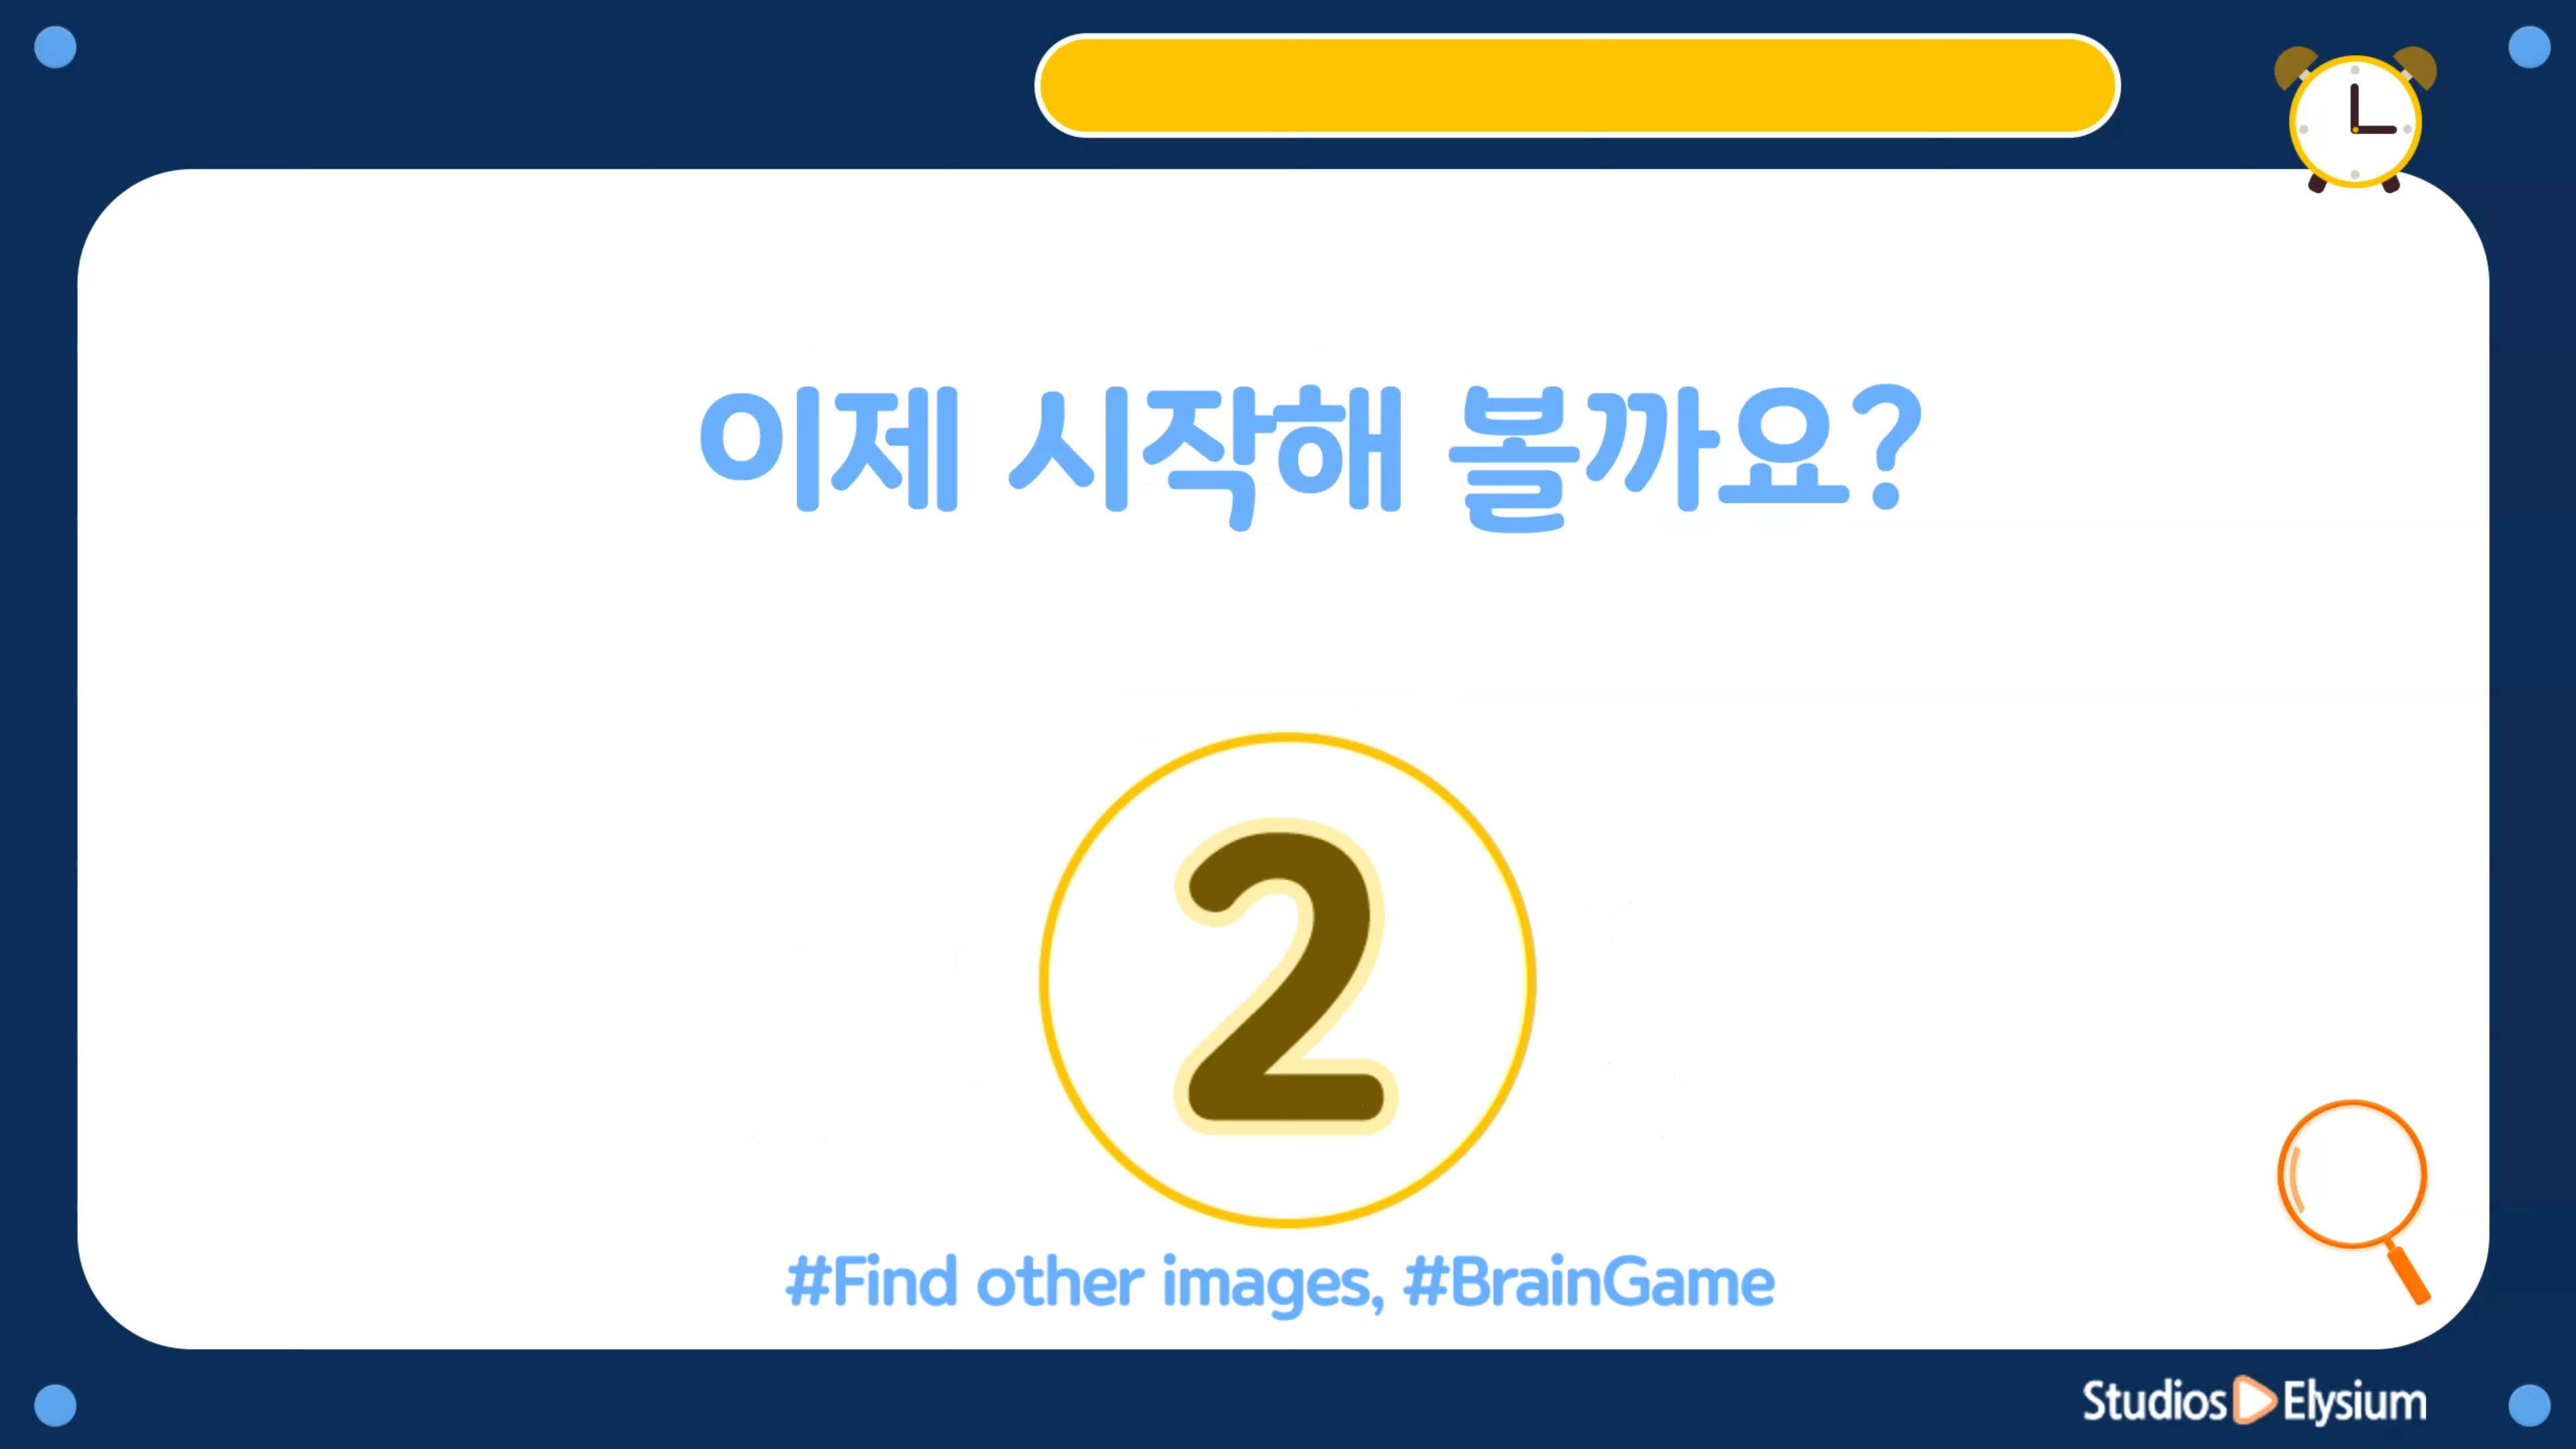 이제 시작해 볼까요?
2
#Find other images, #BrainGame
Studios Elysium